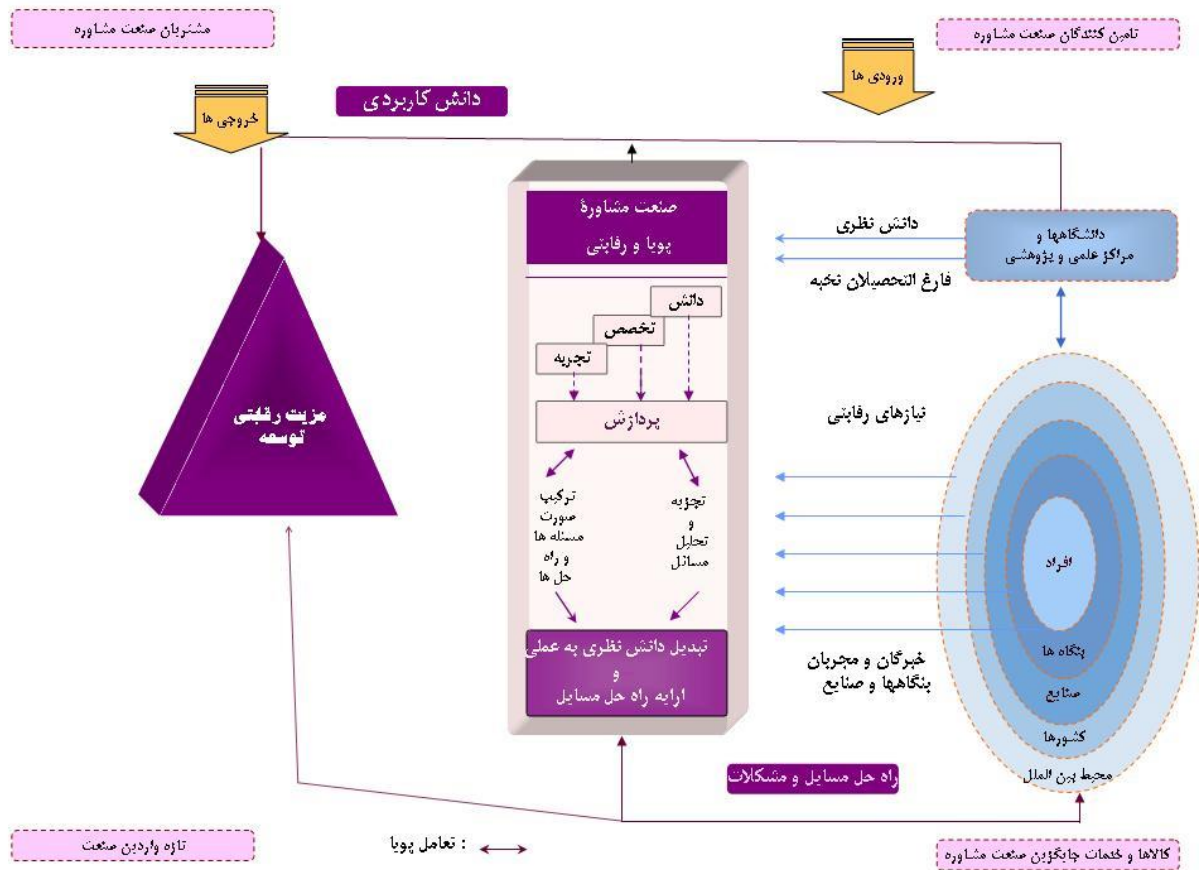 تامین کنندگان صنعت مشاوره
مشتریان صنعت مشاوره
ورودی ها
خروجی ها
دانش کاربردی
صنعت مشاورهٔ
پویا و رقابتی
دانش
تخصص
تجربه
پردازش
تجزیه
و
تحلیل
مسائل
ترکیب
صورت
مسئله ها
و راه
حل ها
تبدیل دانش نظری به عملی
و
ارایه راه حل مسایل
دانشگاهها و
مراکز علمی و پژوهشی
دانش نظری
فارغ التحصیلان نخبه
نیازهای رقابتی
خبرگان و مجربان
بنگاهها و صنایع
افراد
بنگاه ها
صنایع
کشورها
محیط بین الملل
مزیت رقابتی
توسعه
راه حل مسایل و مشکلات
کالاها و خدمات جایگزین صنعت مشاوره
تعامل پویا :
تازه واردین صنعت